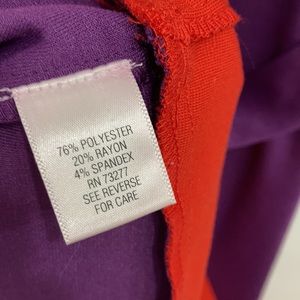 76% POLYESTER
20% RAYON
4% SPANDEX
RN 73277
SEE REVERSE
FOR CARE